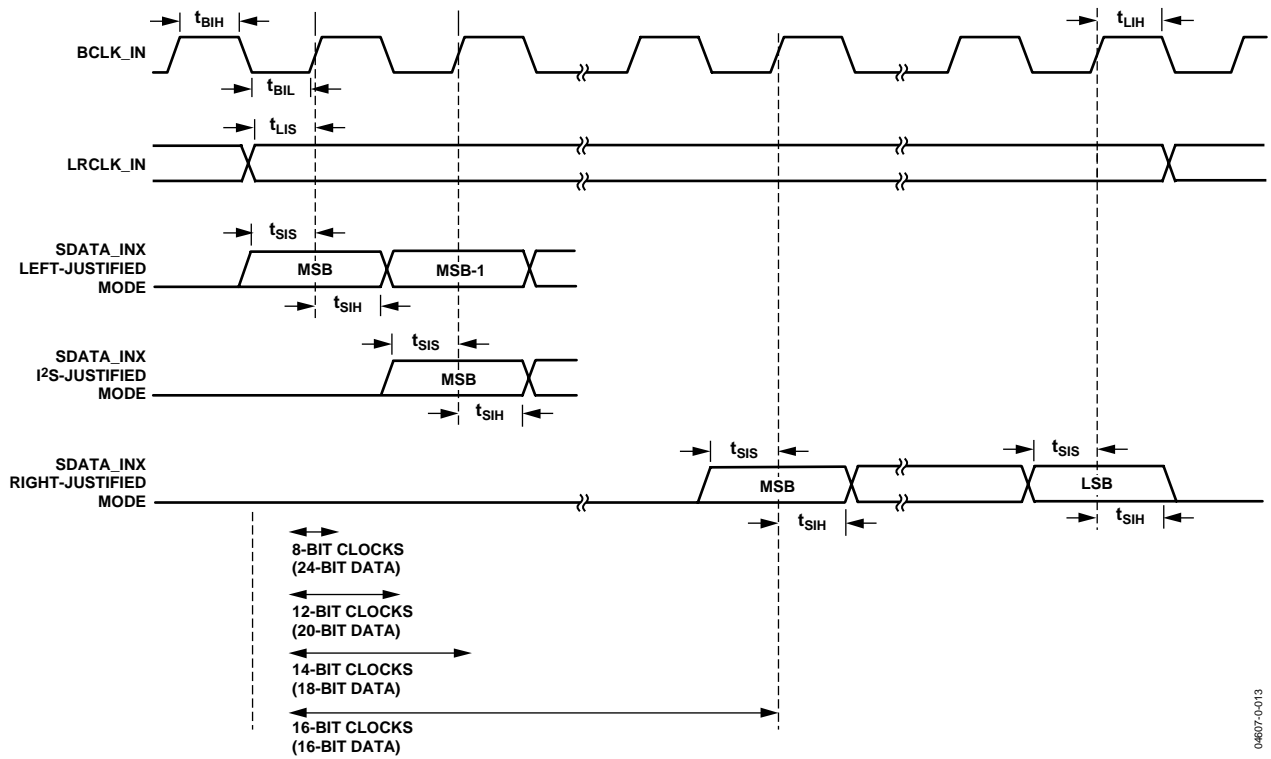 tBIH
tLIH
BCLK_IN
tBIL
tLIS
LRCLK_IN
tSIS
SDATA_INX
LEFT-JUSTIFIED
MODE
MSB
MSB-1
tSIH
tSIS
SDATA_INX
I²S-JUSTIFIED
MODE
MSB
tSIH
tSIS
tSIS
SDATA_INX
RIGHT-JUSTIFIED
MODE
MSB
LSB
tSIH
tSIH
8-BIT CLOCKS
(24-BIT DATA)
12-BIT CLOCKS
(20-BIT DATA)
14-BIT CLOCKS
(18-BIT DATA)
16-BIT CLOCKS
(16-BIT DATA)
04607-0-013